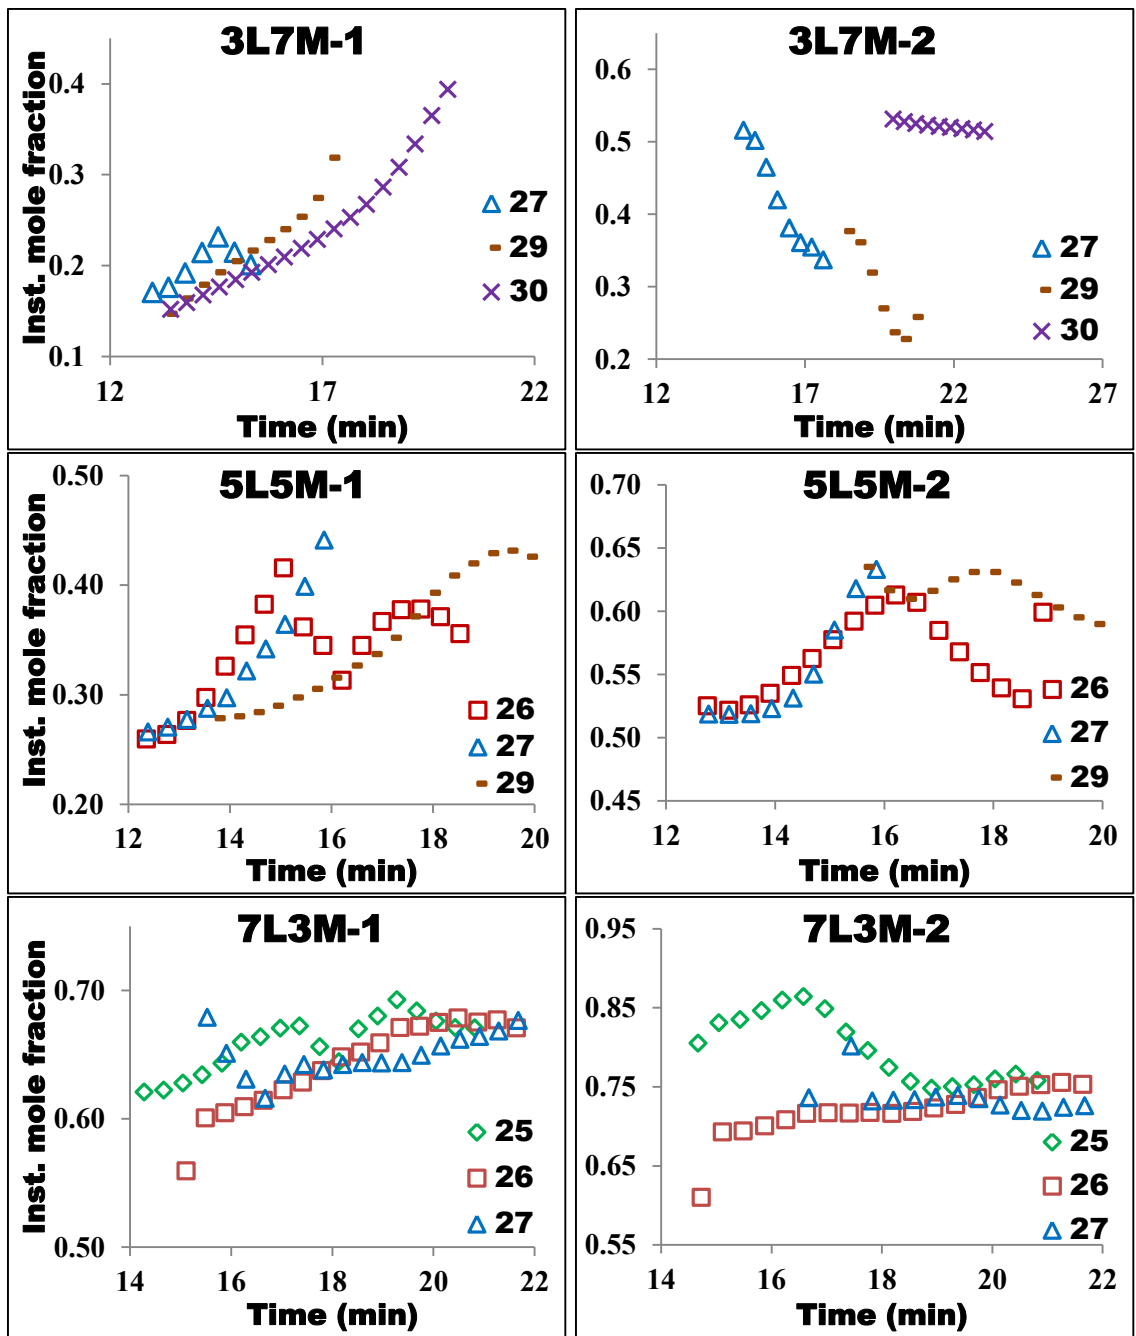 3L7M-1
Inst. mole fraction
0.4
0.3
0.2
0.1
27
29
30
12 17 22
Time (min)
3L7M-2
0.6
0.5
0.4
0.3
0.2
27
29
30
12 17 22 27
Time (min)
5L5M-1
Inst. mole fraction
0.50
0.40
0.30
0.20
26
27
29
12 14 16 18 20
Time (min)
5L5M-2
0.70
0.65
0.60
0.55
0.50
0.45
26
27
29
12 14 16 18 20
Time (min)
7L3M-1
Inst. mole fraction
0.70
0.60
0.50
25
26
27
14 16 18 20 22
Time (min)
7L3M-2
0.95
0.85
0.75
0.65
0.55
25
26
27
14 16 18 20 22
Time (min)